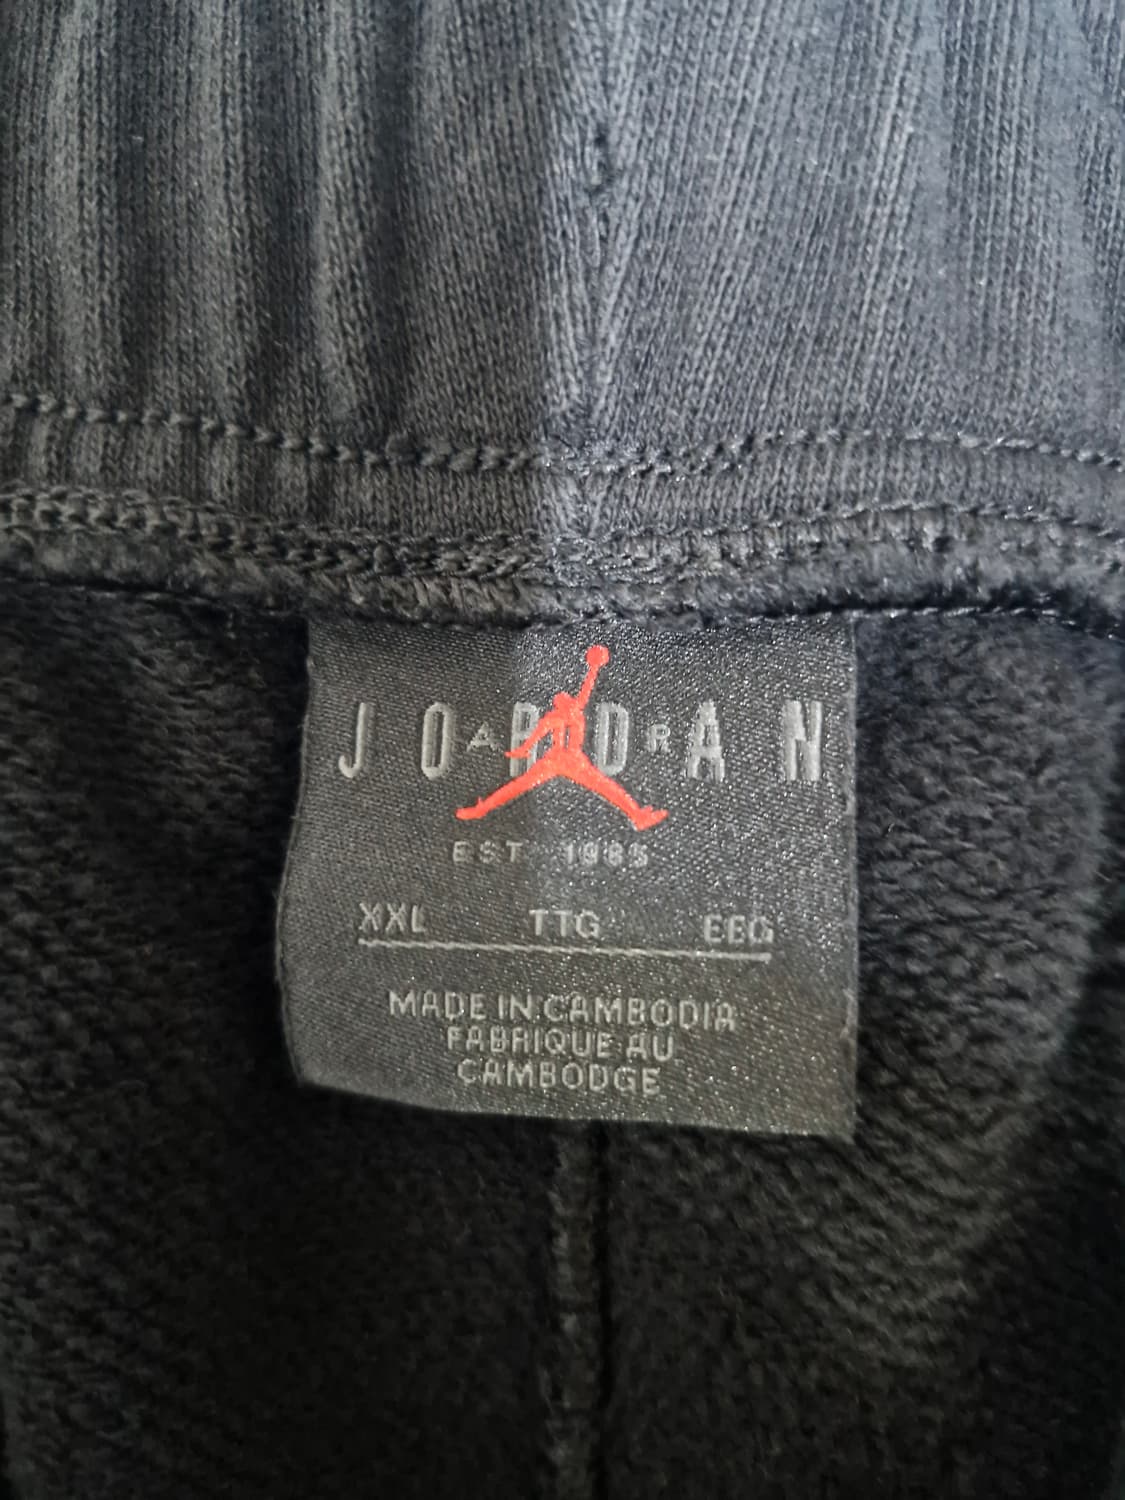 JORDAN
AIR
EST 1985
XXL TTG EEG
MADE IN CAMBODIA
FABRIQUE AU
CAMBODGE